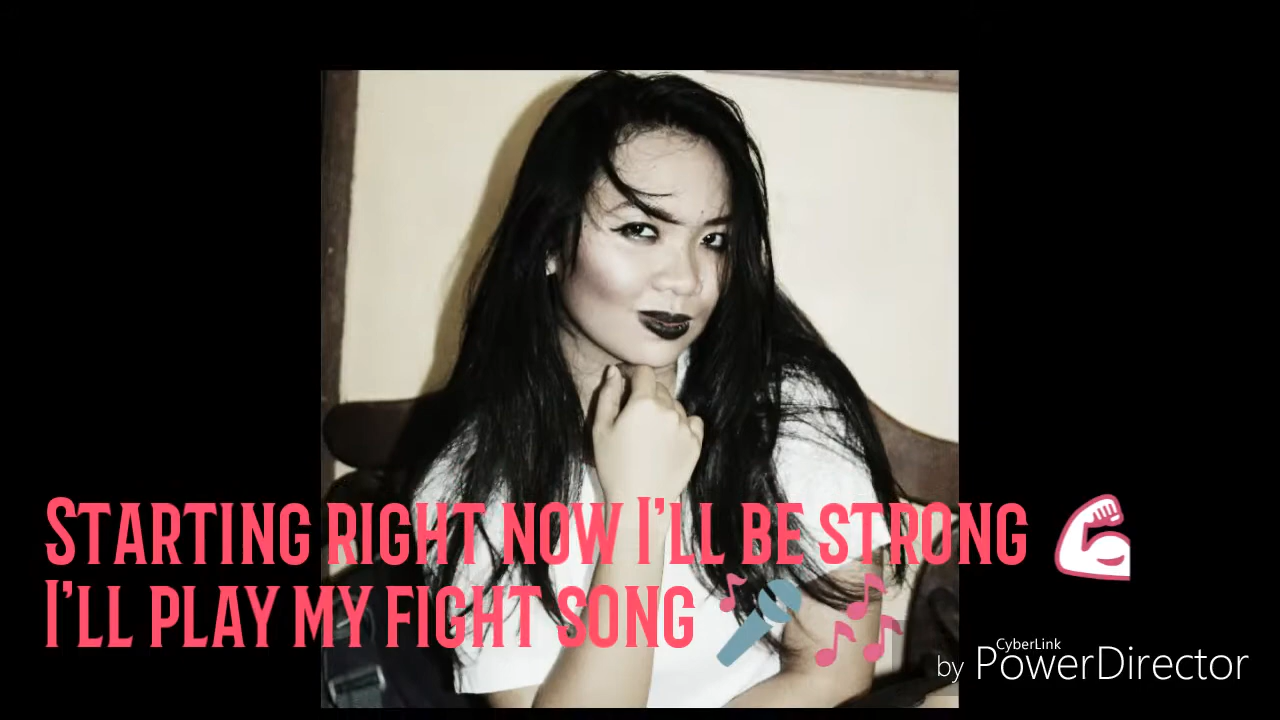 Starting right now I'll be strong 💪
I'll play my fight song 🎤🎶
CyberLink
by PowerDirector